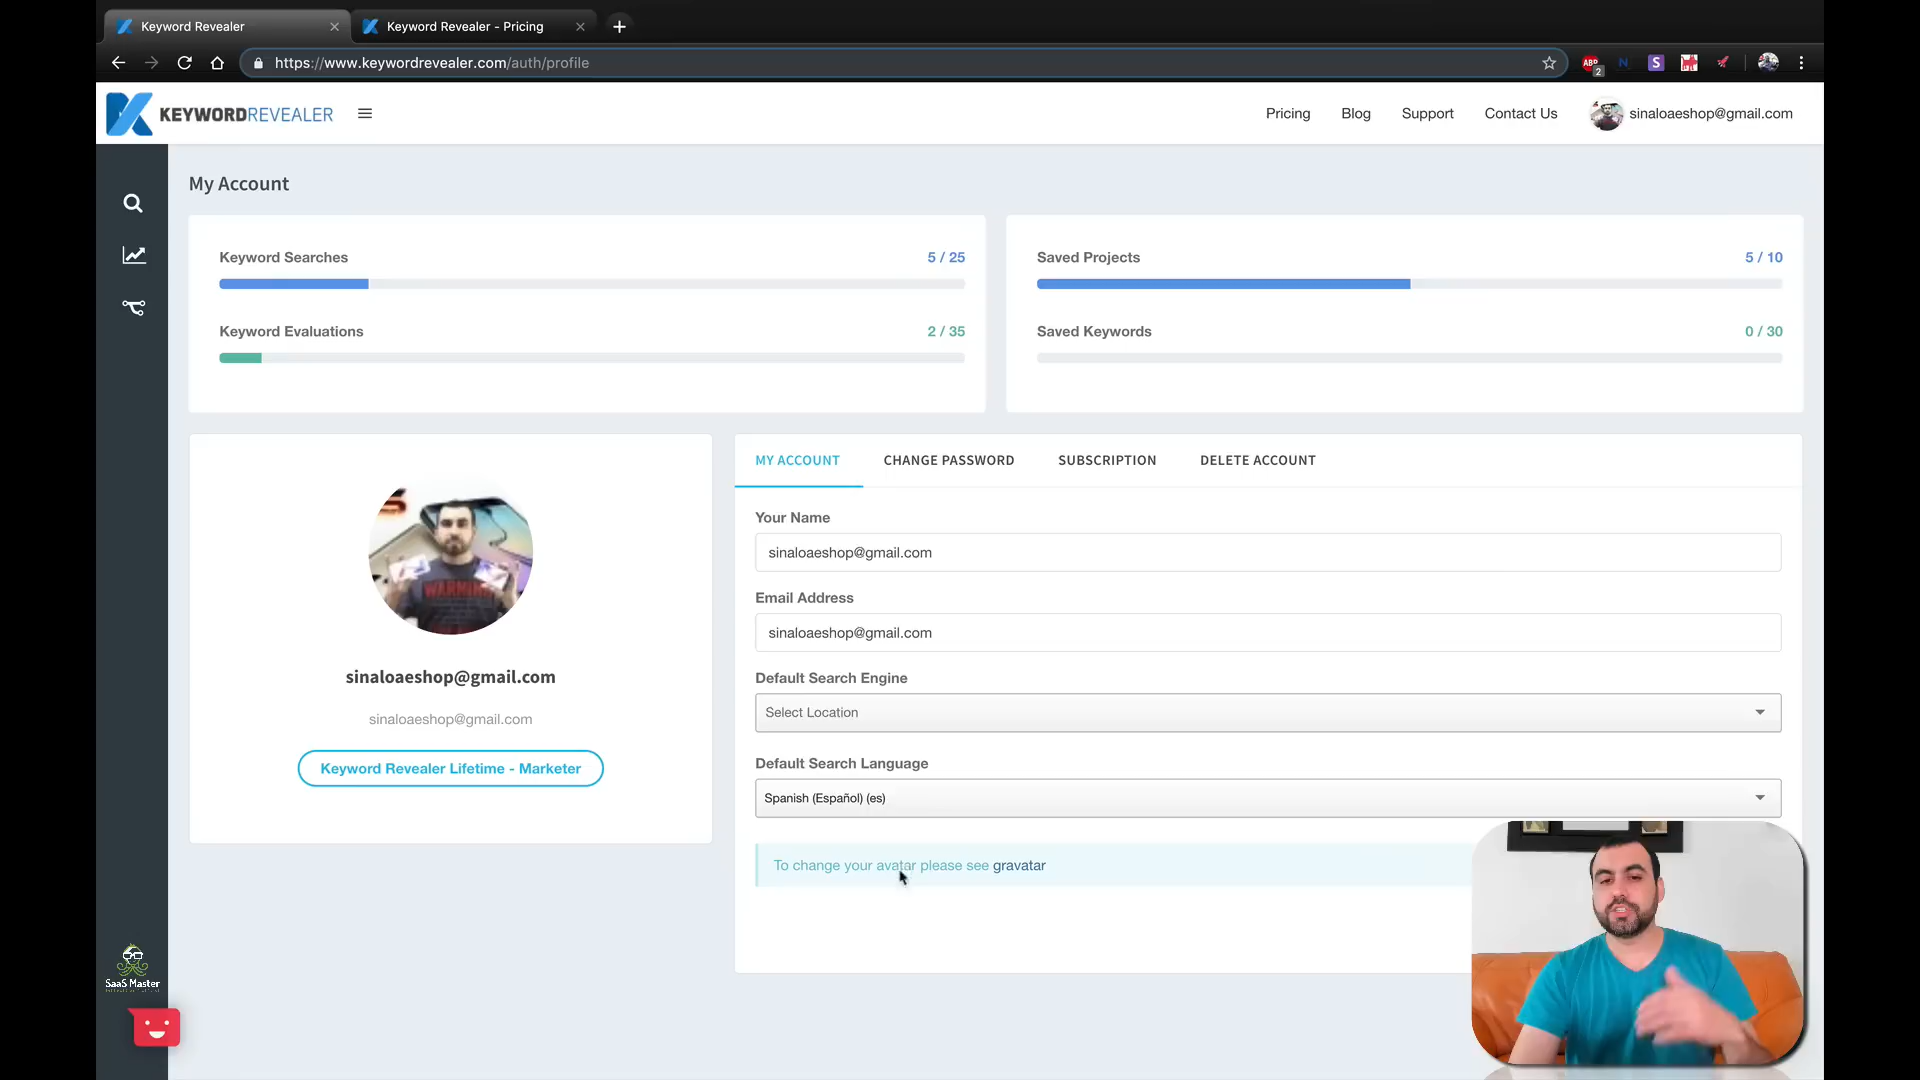 Keyword Revealer
Keyword Revealer - Pricing
https://www.keywordrevealer.com/auth/profile
ABP
2
N
S
KEYWORDREVEALER
Pricing
Blog
Support
Contact Us
sinaloaeshop@gmail.com
My Account
Keyword Searches
5 / 25
Keyword Evaluations
2 / 35
Saved Projects
5 / 10
Saved Keywords
0 / 30
WARNING
sinaloaeshop@gmail.com
sinaloaeshop@gmail.com
Keyword Revealer Lifetime - Marketer
MY ACCOUNT
CHANGE PASSWORD
SUBSCRIPTION
DELETE ACCOUNT
Your Name
sinaloaeshop@gmail.com
Email Address
sinaloaeshop@gmail.com
Default Search Engine
Select Location
Default Search Language
Spanish (Español) (es)
To change your avatar please see gravatar
SaaS Master